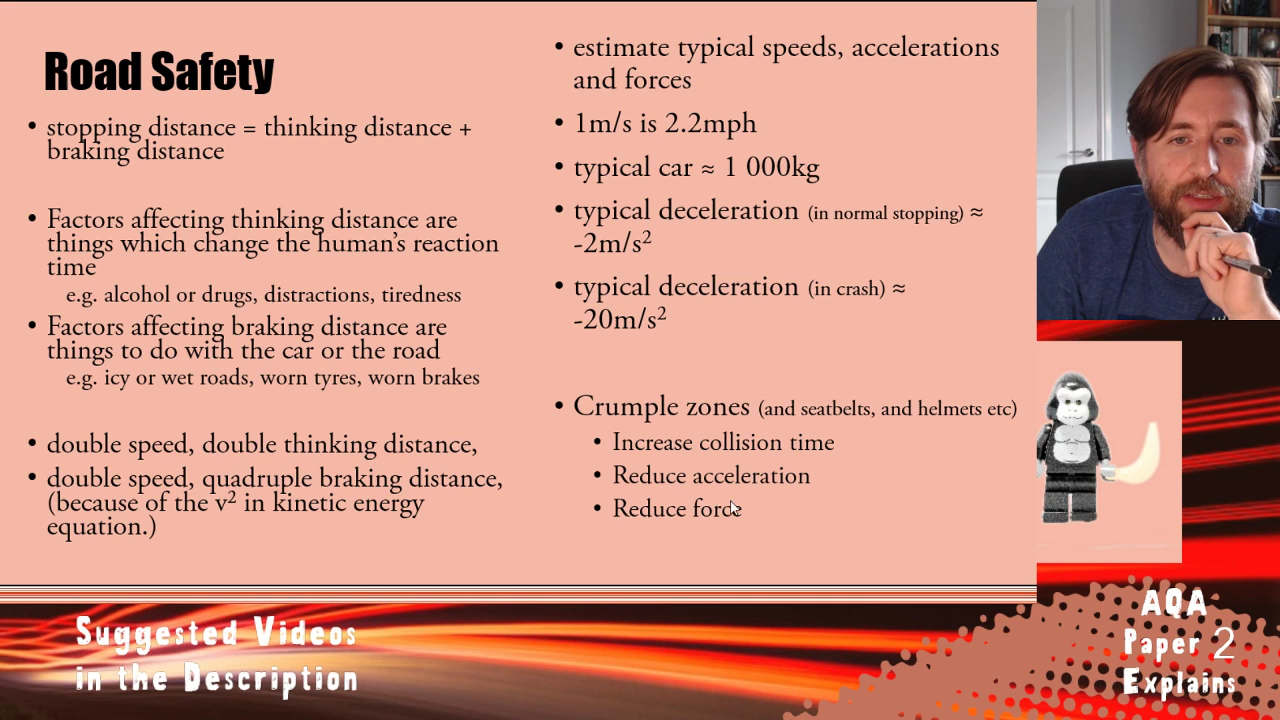 Road Safety
• stopping distance = thinking distance +
braking distance
• Factors affecting thinking distance are
things which change the human’s reaction
time
e.g. alcohol or drugs, distractions, tiredness
• Factors affecting braking distance are
things to do with the car or the road
e.g. icy or wet roads, worn tyres, worn brakes
• double speed, double thinking distance,
• double speed, quadruple braking distance,
(because of the v² in kinetic energy
equation.)
• estimate typical speeds, accelerations
and forces
• 1m/s is 2.2mph
• typical car ≈ 1 000kg
• typical deceleration (in normal stopping) ≈
-2m/s²
• typical deceleration (in crash) ≈
-20m/s²
• Crumple zones (and seatbelts, and helmets etc)
• Increase collision time
• Reduce acceleration
• Reduce force
Suggested Videos
in the Description
AQA
Paper 2
Explains